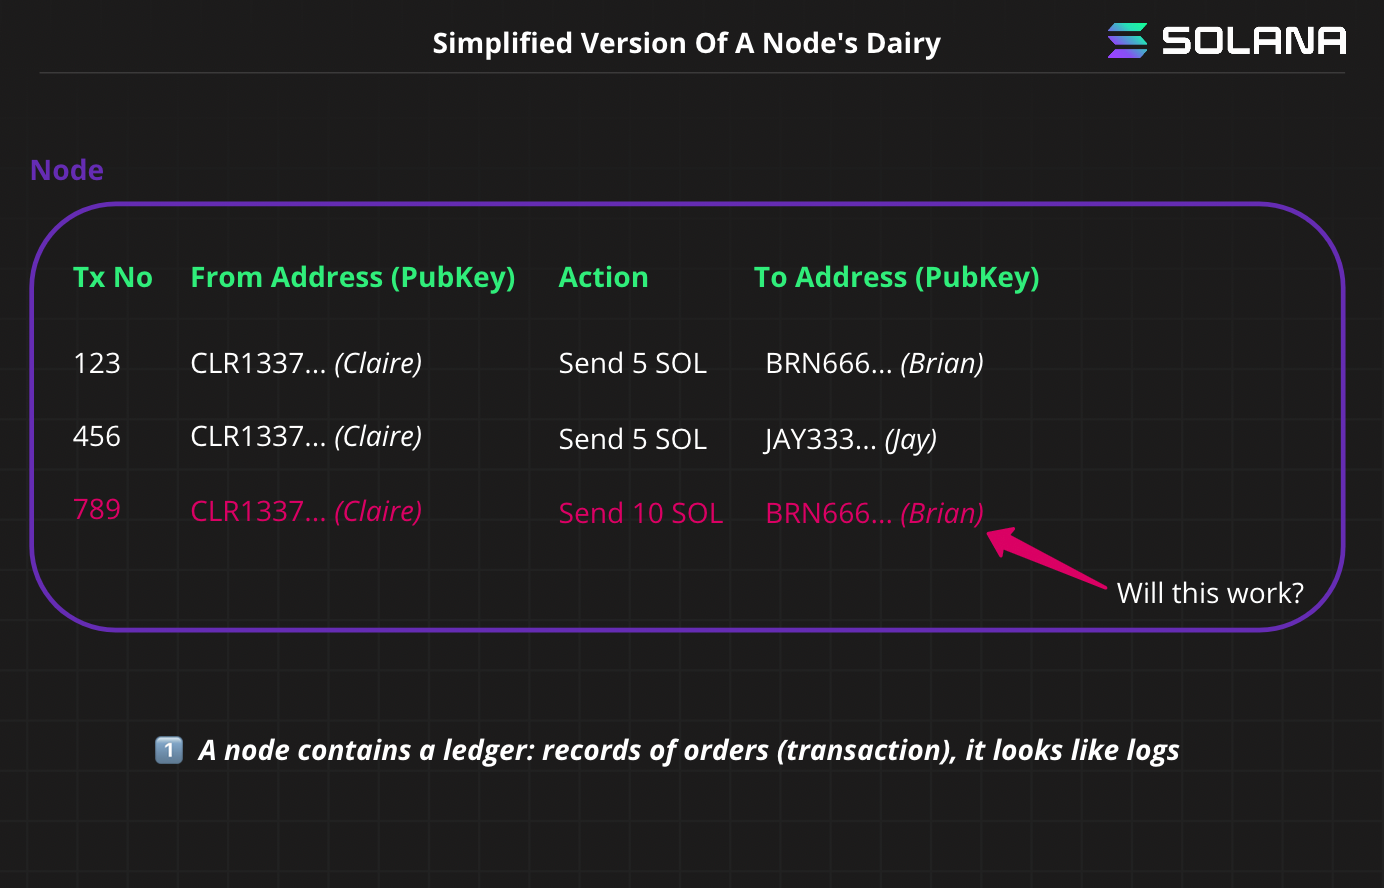 Simplified Version Of A Node's Dairy
SOLANA
Node
Tx No From Address (PubKey) Action To Address (PubKey)
123 CLR1337... (Claire) Send 5 SOL BRN666... (Brian)
456 CLR1337... (Claire) Send 5 SOL JAY333... (Jay)
789 CLR1337... (Claire) Send 10 SOL BRN666... (Brian)
Will this work?
1 A node contains a ledger: records of orders (transaction), it looks like logs